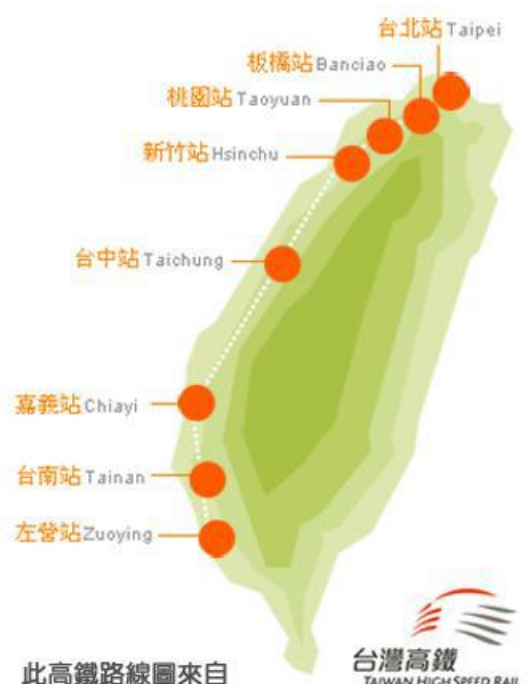 台北站 Taipei
板橋站 Banciao
桃園站 Taoyuan
新竹站 Hsinchu
台中站 Taichung
嘉義站 Chiayi
台南站 Tainan
左營站 Zuoying
台灣高鐵
TAIWAN HIGH SPEED RAIL
此高鐵路線圖來自